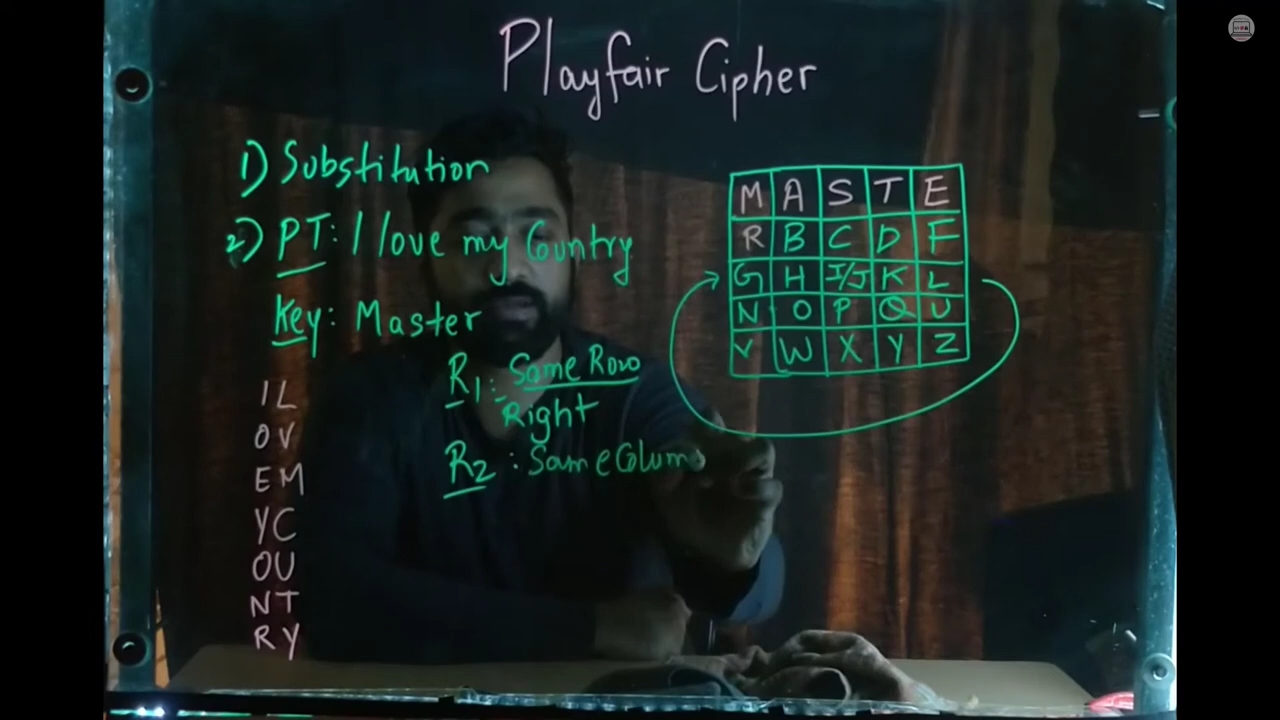 Playfair Cipher
1) Substitution
2) PT: I love my Country
Key: Master
IL
OV
EM
YC
OU
NT
RY
R1: Same Row
Right
R2: Same Colum
M A S T E
R B C D F
G H I/J K L
N O P Q U
V W X Y Z